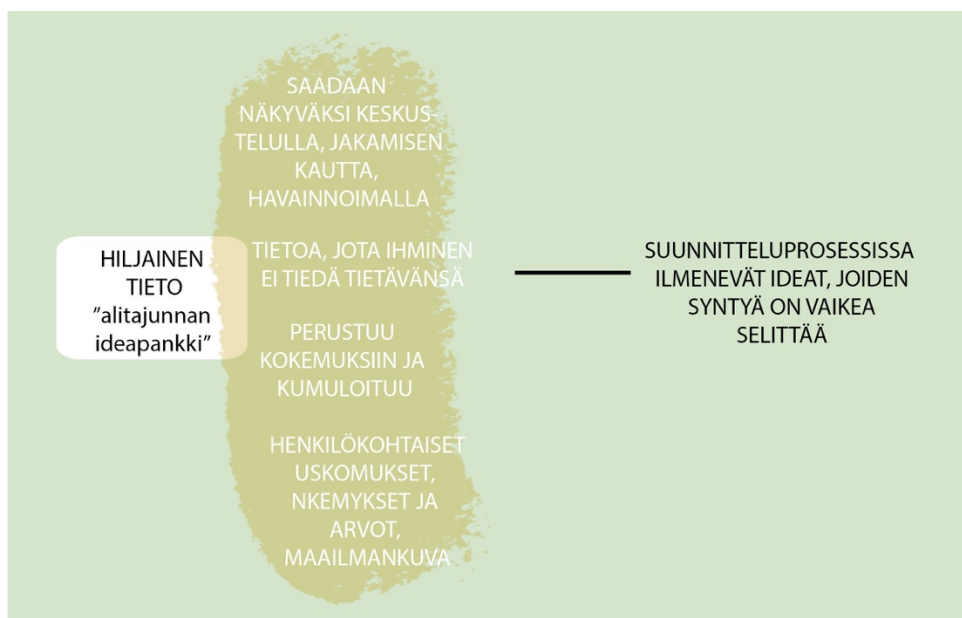 HILJAINEN
TIETO
"alitajunnan
ideapankki"
SAADAAN
NÄKYVÄKSI KESKUS-
TELULLA, JAKAMISEN
KAUTTA,
HAVAINNOIMALLA
TIETOA, JOTA IHMINEN
EI TIEDÄ TIETÄVÄNSÄ
PERUSTUU
KOKEMUKSIIN JA
KUMULOITUU
HENKILÖKOHTAISET
USKOMUKSET,
NKEMYKSET JA
ARVOT,
MAAILMANKUVA
SUUNNITTELUPROSESSISSA
ILMENEVÄT IDEAT, JOIDEN
SYNTYÄ ON VAIKEA
SELITTÄÄ